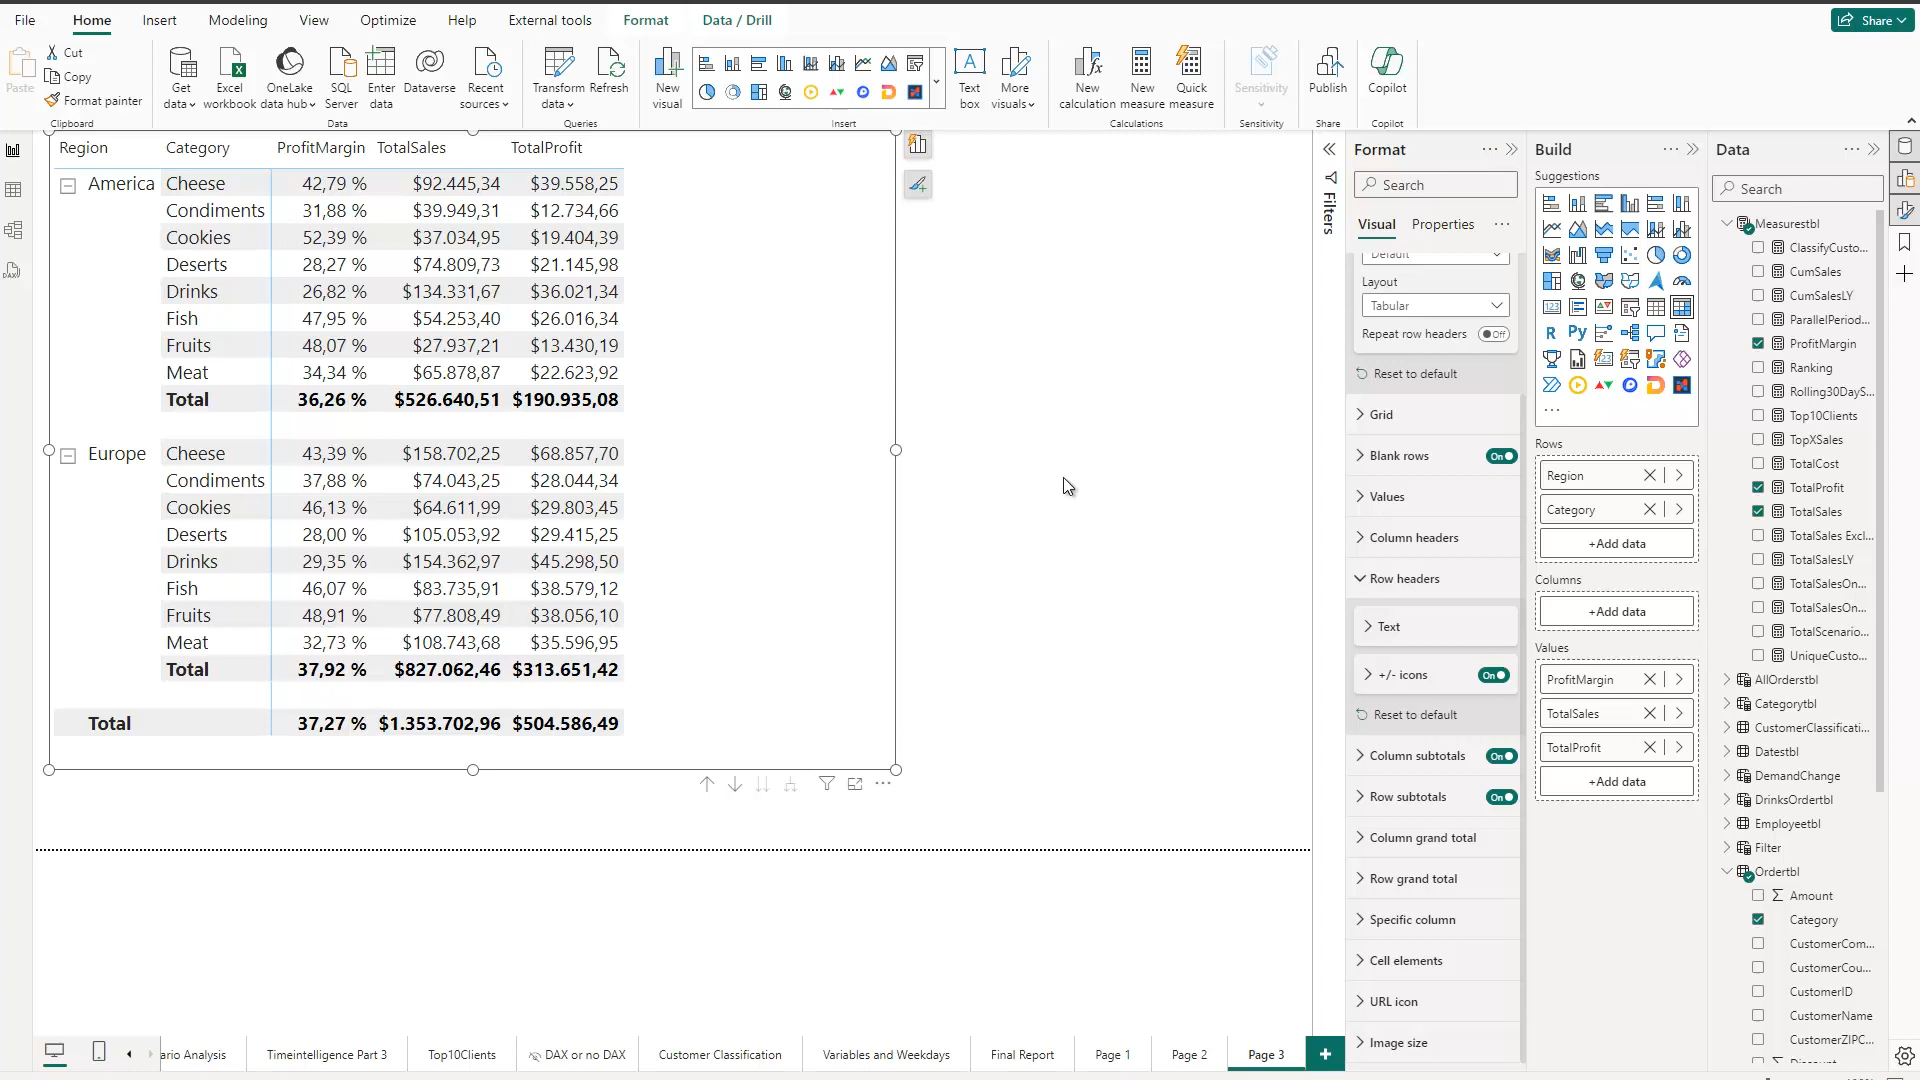 File Home Insert Modeling View Optimize Help External tools Format Data / Drill Share
Paste Cut Copy Format painter
Clipboard
Get data Excel workbook OneLake data hub SQL Server Enter data Dataverse Recent sources
Data
Transform data Refresh
Queries
New visual Text box More visuals
Insert
New calculation New measure Quick measure
Calculations
Sensitivity
Sensitivity
Publish
Share
Copilot
Copilot
Region Category ProfitMargin TotalSales TotalProfit
America Cheese 42,79 % $92.445,34 $39.558,25
Condiments 31,88 % $39.949,31 $12.734,66
Cookies 52,39 % $37.034,95 $19.404,39
Deserts 28,27 % $74.809,73 $21.145,98
Drinks 26,82 % $134.331,67 $36.021,34
Fish 47,95 % $54.253,40 $26.016,34
Fruits 48,07 % $27.937,21 $13.430,19
Meat 34,34 % $65.878,87 $22.623,92
Total 36,26 % $526.640,51 $190.935,08
Europe Cheese 43,39 % $158.702,25 $68.857,70
Condiments 37,88 % $74.043,25 $28.044,34
Cookies 46,13 % $64.611,99 $29.803,45
Deserts 28,00 % $105.053,92 $29.415,25
Drinks 29,35 % $154.362,97 $45.298,50
Fish 46,07 % $83.735,91 $38.579,12
Fruits 48,91 % $77.808,49 $38.056,10
Meat 32,73 % $108.743,68 $35.596,95
Total 37,92 % $827.062,46 $313.651,42
Total 37,27 % $1.353.702,96 $504.586,49
Filters
Format
Search
Visual Properties
Default
Layout
Tabular
Repeat row headers Off
Reset to default
Grid
Blank rows On
Values
Column headers
Row headers
Text
+/- icons On
Reset to default
Column subtotals On
Row subtotals On
Column grand total
Row grand total
Specific column
Cell elements
URL icon
Image size
Build
Suggestions
R Py
Rows
Region
Category
+Add data
Columns
+Add data
Values
ProfitMargin
TotalSales
TotalProfit
+Add data
Data
Search
Measurestbl
ClassifyCusto...
CumSales
CumSalesLY
ParallelPeriod...
ProfitMargin
Ranking
Rolling30DayS...
Top10Clients
TopXSales
TotalCost
TotalProfit
TotalSales
TotalSales Excl...
TotalSalesLY
TotalSalesOn...
TotalSalesOn...
TotalScenario...
UniqueCusto...
AllOrderstbl
Categorytbl
CustomerClassificati...
Datestbl
DemandChange
DrinksOrdertbl
Employeetbl
Filter
Ordertbl
Amount
Category
CustomerCom...
CustomerCou...
CustomerID
CustomerName
CustomerZIPC...
ario Analysis Timeintelligence Part 3 Top10Clients DAX or no DAX Customer Classification Variables and Weekdays Final Report Page 1 Page 2 Page 3